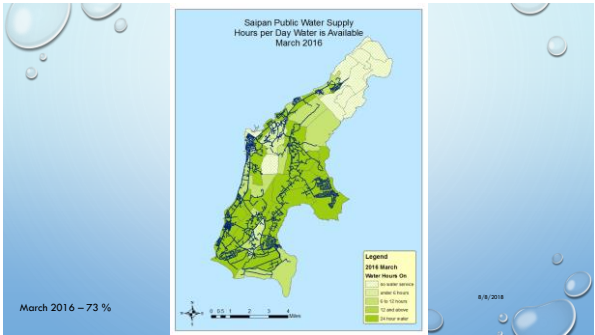 Saipan Public Water Supply
Hours per Day Water is Available
March 2016
Legend
2016 March
Water Hours On
no water service
under 6 hours
6 to 12 hours
12 and above
24 hour water
0 0.5 1 2 3 4
Miles
March 2016 – 73 %
8/8/2018